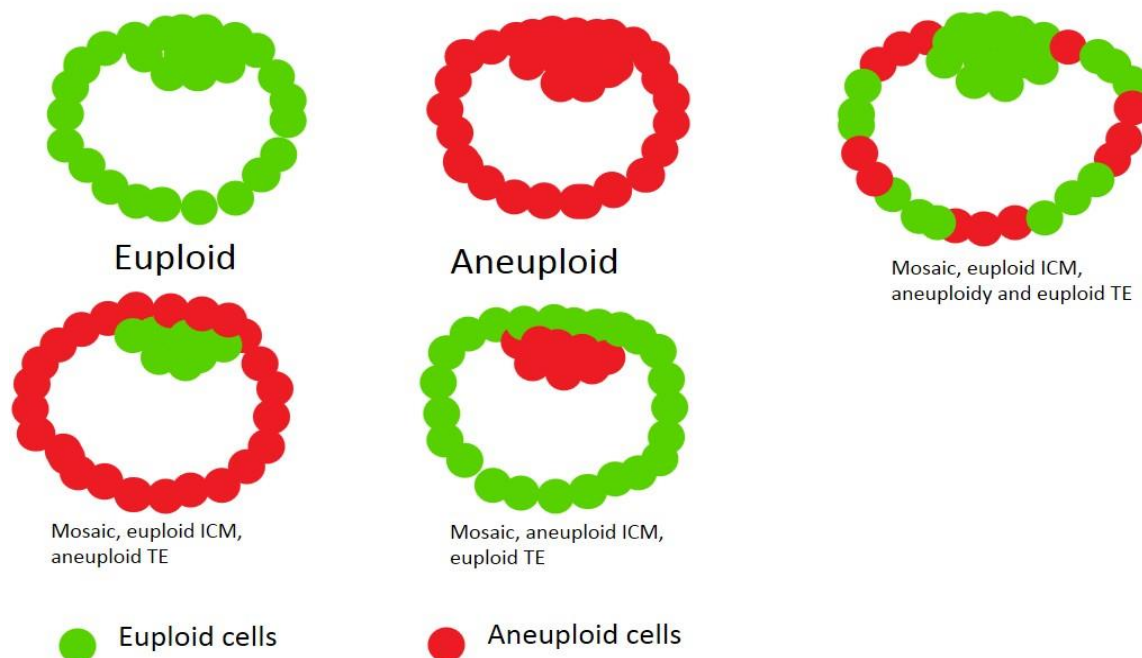 Euploid
Aneuploid
Mosaic, euploid ICM,
aneuploidy and euploid TE
Mosaic, euploid ICM,
aneuploid TE
Mosaic, aneuploid ICM,
euploid TE
Euploid cells
Aneuploid cells